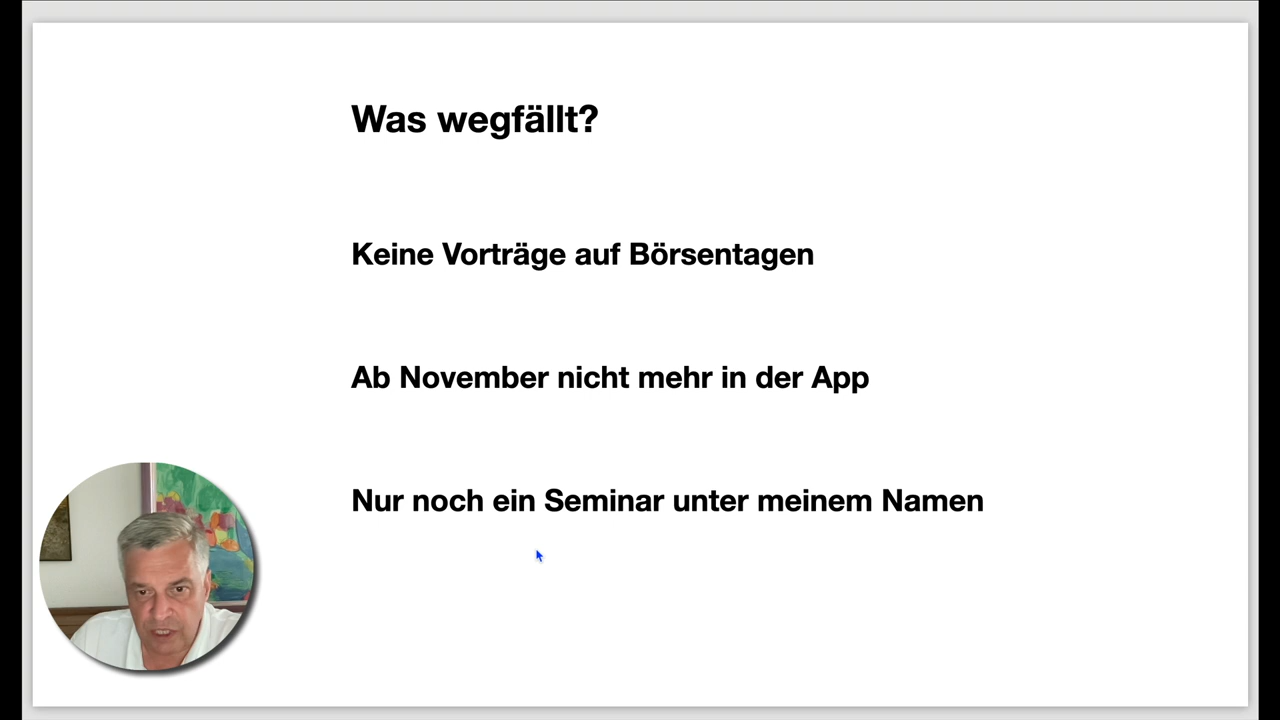 Was wegfällt?
Keine Vorträge auf Börsentagen
Ab November nicht mehr in der App
Nur noch ein Seminar unter meinem Namen